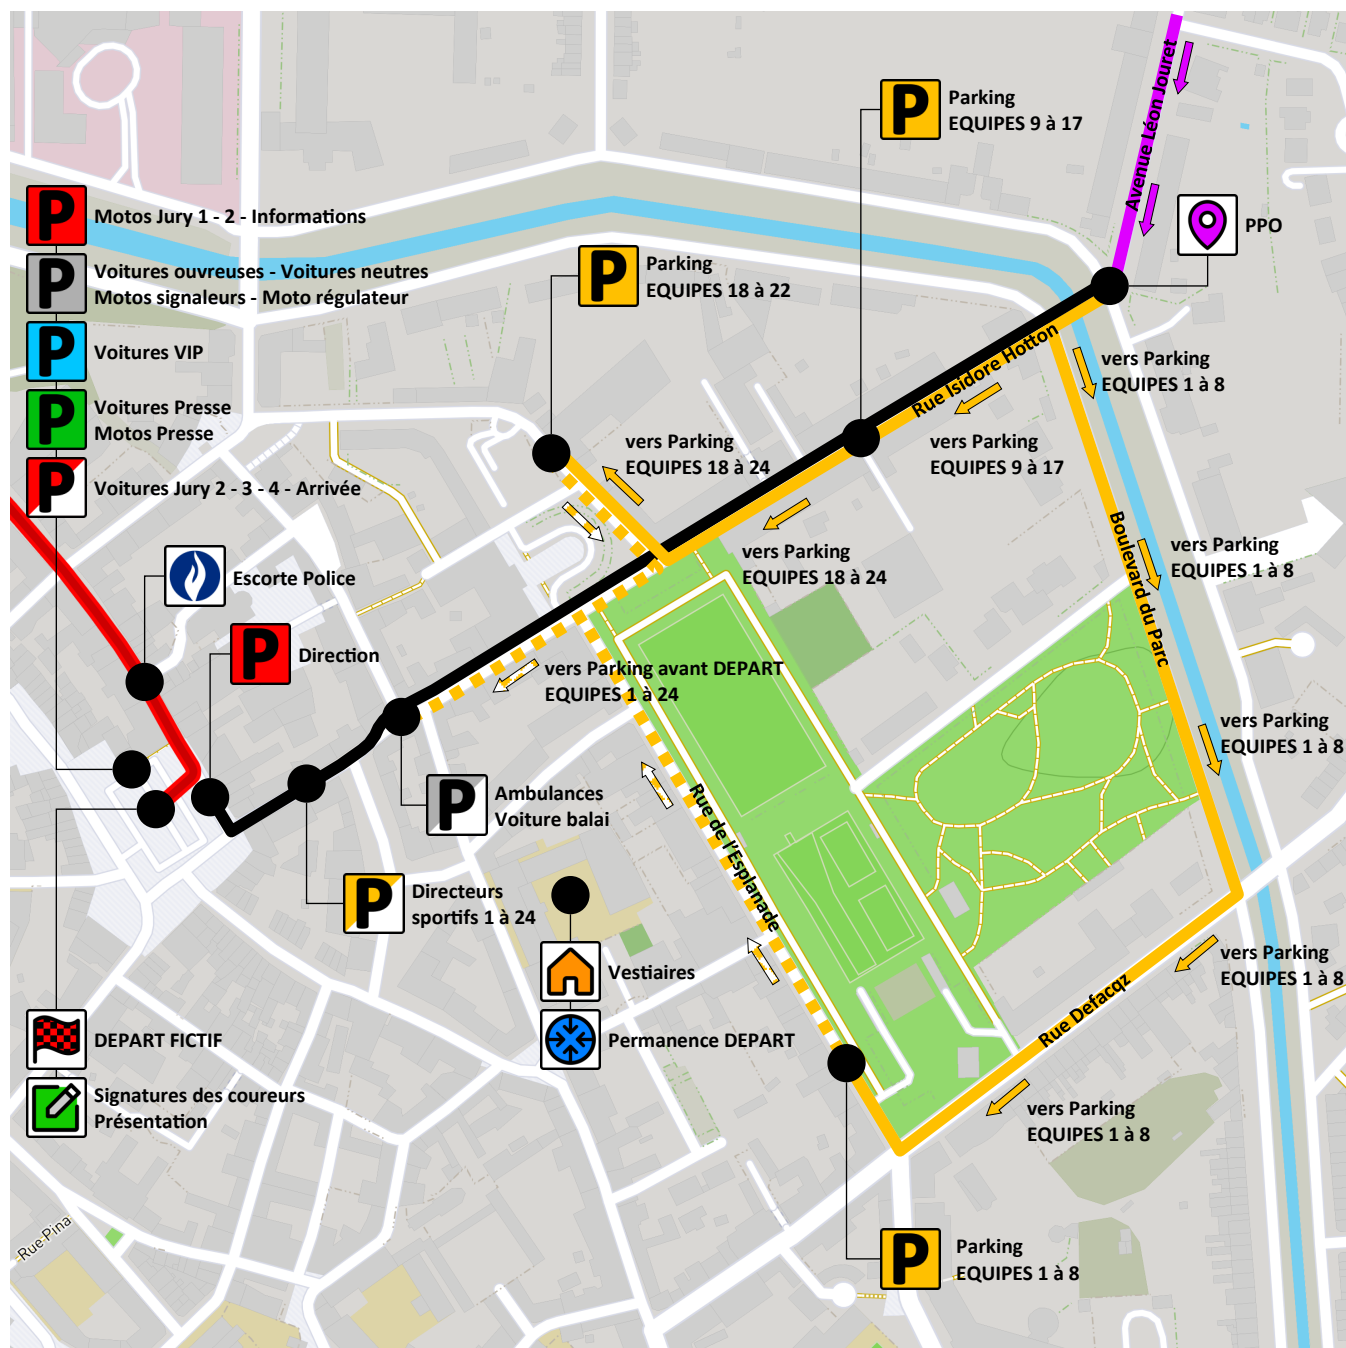 Avenue Léon Jouret
P
Parking
EQUIPES 9 à 17
P
Motos Jury 1 - 2 - Informations
PPO
P
Voitures ouvreuses - Voitures neutres
Motos signaleurs - Moto régulateur
P
Parking
EQUIPES 18 à 22
P
Voitures VIP
Rue Isidore Hotton
vers Parking
EQUIPES 1 à 8
P
Voitures Presse
Motos Presse
vers Parking
EQUIPES 18 à 24
vers Parking
EQUIPES 9 à 17
P
Voitures Jury 2 - 3 - 4 - Arrivée
vers Parking
EQUIPES 18 à 24
Boulevard du Parc
vers Parking
EQUIPES 1 à 8
Escorte Police
P
Direction
vers Parking avant DEPART
EQUIPES 1 à 24
vers Parking
EQUIPES 1 à 8
P
Ambulances
Voiture balai
Rue de l'Esplanade
P
Directeurs
sportifs 1 à 24
vers Parking
EQUIPES 1 à 8
Vestiaires
Rue Defacqz
DEPART FICTIF
Permanence DEPART
Signatures des coureurs
Présentation
vers Parking
EQUIPES 1 à 8
Rue Pina
P
Parking
EQUIPES 1 à 8